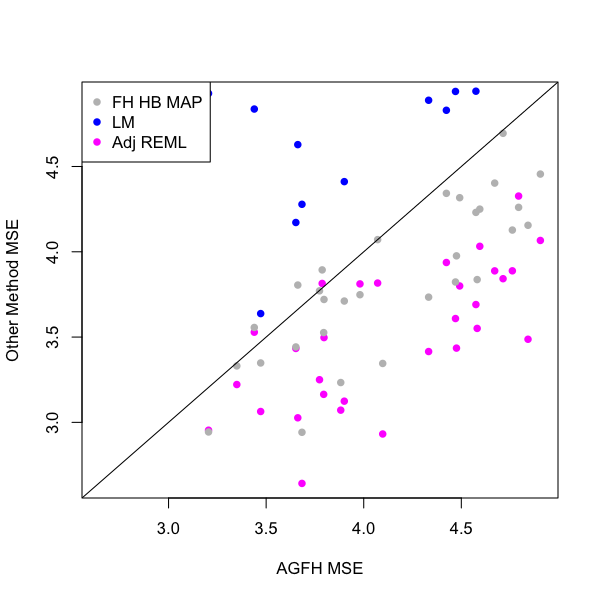 FH HB MAP
LM
Adj REML
4.5
4.0
3.5
3.0
Other Method MSE
3.0 3.5 4.0 4.5
AGFH MSE